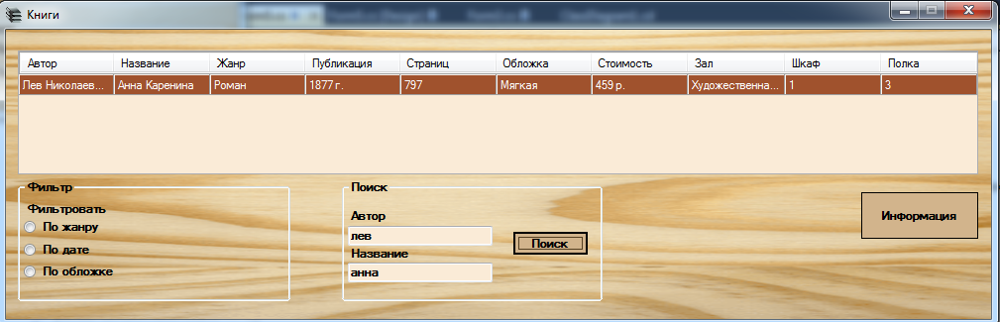 Книги
Автор Название Жанр Публикация Страниц Обложка Стоимость Зал Шкаф Полка
Лев Николаев... Анна Каренина Роман 1877 г. 797 Мягкая 459 р. Художественна... 1 3
Фильтр
Фильтровать
По жанру
По дате
По обложке
Поиск
Автор
лев
Название
анна
Поиск
Информация